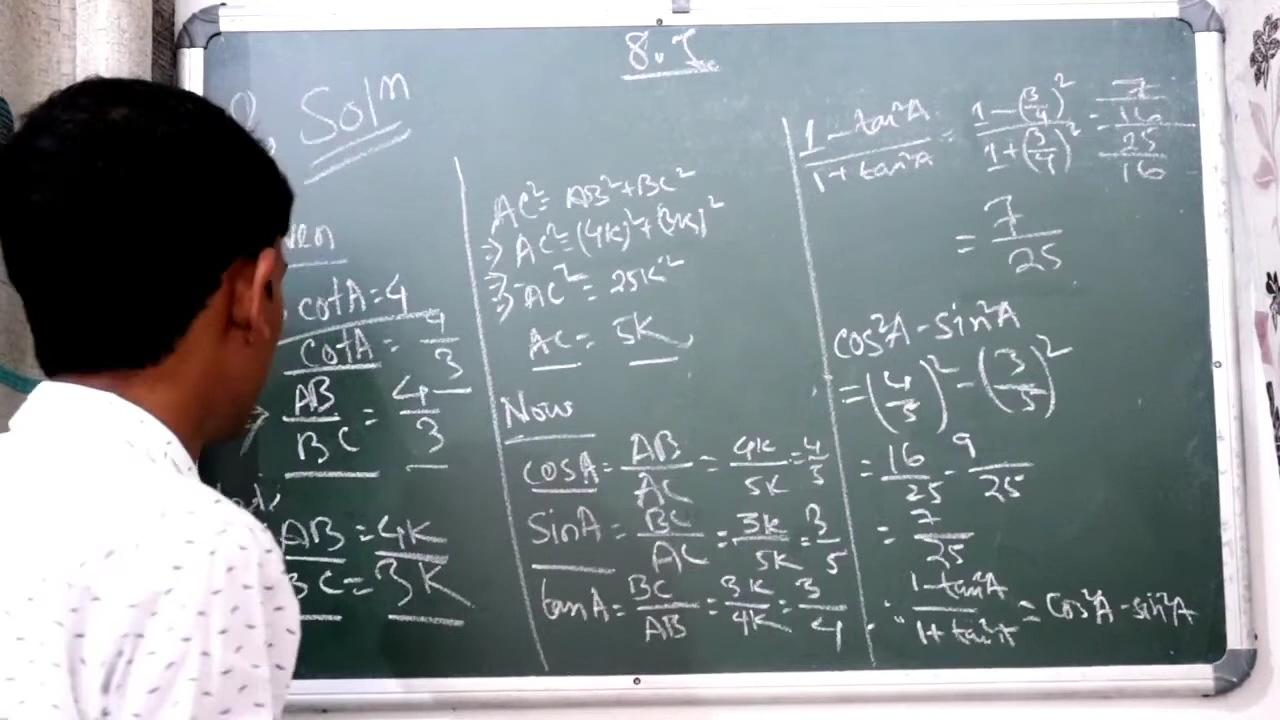 8.1
Solⁿ
cotA=4
cotA = 4/3
⇒ AB/BC = 4/3
AB=4K
BC=3K
AC²= AB²+BC²
⇒ AC²=(4K)²+(3K)²
⇒ AC²= 25K²
AC= 5K
Now
cosA= AB/AC = 4K/5K = 4/5
SinA= BC/AC = 3K/5K = 3/5
tanA= BC/AB = 3K/4K = 3/4
1-tan²A/1+tan²A = 1-(3/4)²/1+(3/4)² = 7/16/25/16
= 7/25
cos²A-sin²A
=(4/5)²-(3/5)²
= 16/25 - 9/25
= 7/25
∴ 1-tan²A/1+tan²A = cos²A-sin²A